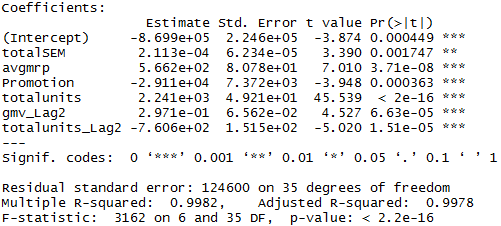 Coefficients:
                 Estimate Std. Error t value Pr(>|t|)
(Intercept)    -8.699e+05  2.246e+05  -3.874 0.000449 ***
totalSEM        2.113e-04  6.234e-05   3.390 0.001747 **
avgmrp          5.662e+02  8.078e+01   7.010 3.71e-08 ***
Promotion      -2.911e+04  7.372e+03  -3.948 0.000363 ***
totalunits      2.241e+03  4.921e+01  45.539  < 2e-16 ***
gmv_Lag2        2.971e-01  6.562e-02   4.527 6.63e-05 ***
totalunits_Lag2 -7.606e+02  1.515e+02  -5.020 1.51e-05 ***
---
Signif. codes:  0 ‘***’ 0.001 ‘**’ 0.01 ‘*’ 0.05 ‘.’ 0.1 ‘ ’ 1
Residual standard error: 124600 on 35 degrees of freedom
Multiple R-squared:  0.9982,    Adjusted R-squared:  0.9978
F-statistic:  3162 on 6 and 35 DF,  p-value: < 2.2e-16